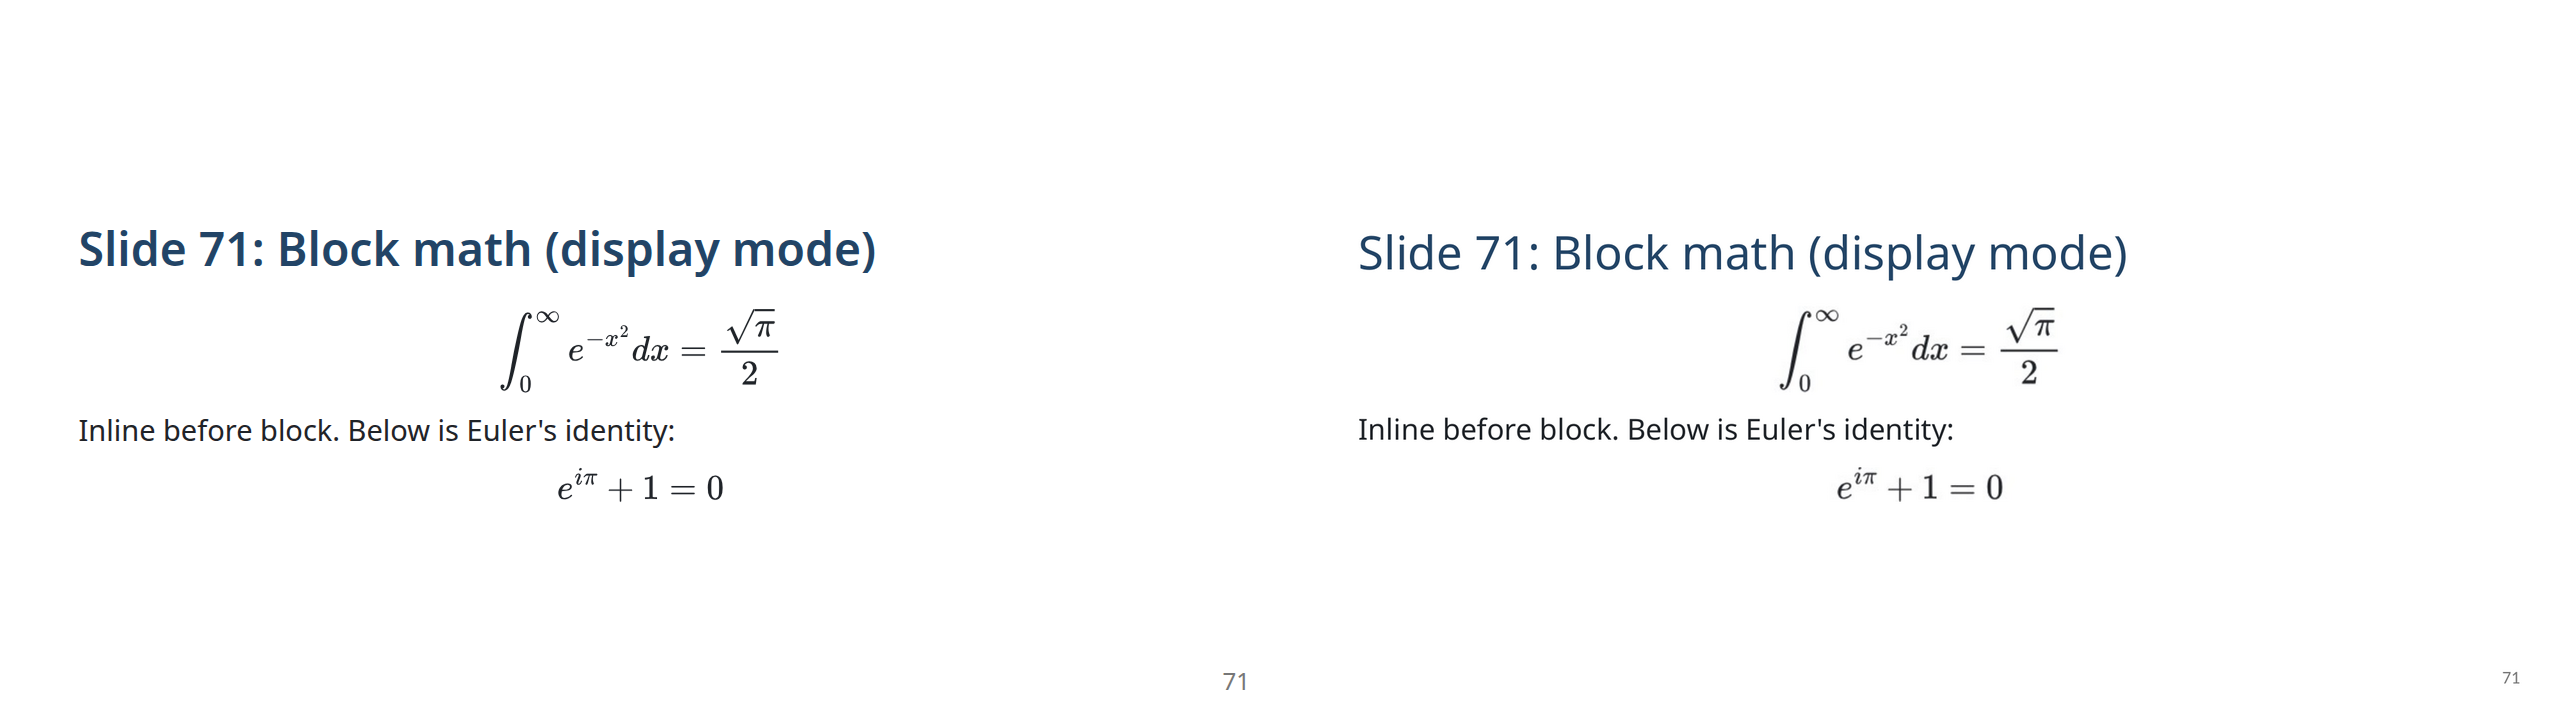 Slide 71: Block math (display mode)
∫₀^∞ e^{−x²} dx = √π / 2
Inline before block. Below is Euler's identity:
e^{iπ} + 1 = 0
71
Slide 71: Block math (display mode)
∫₀^∞ e^{−x²} dx = √π / 2
Inline before block. Below is Euler's identity:
e^{iπ} + 1 = 0
71